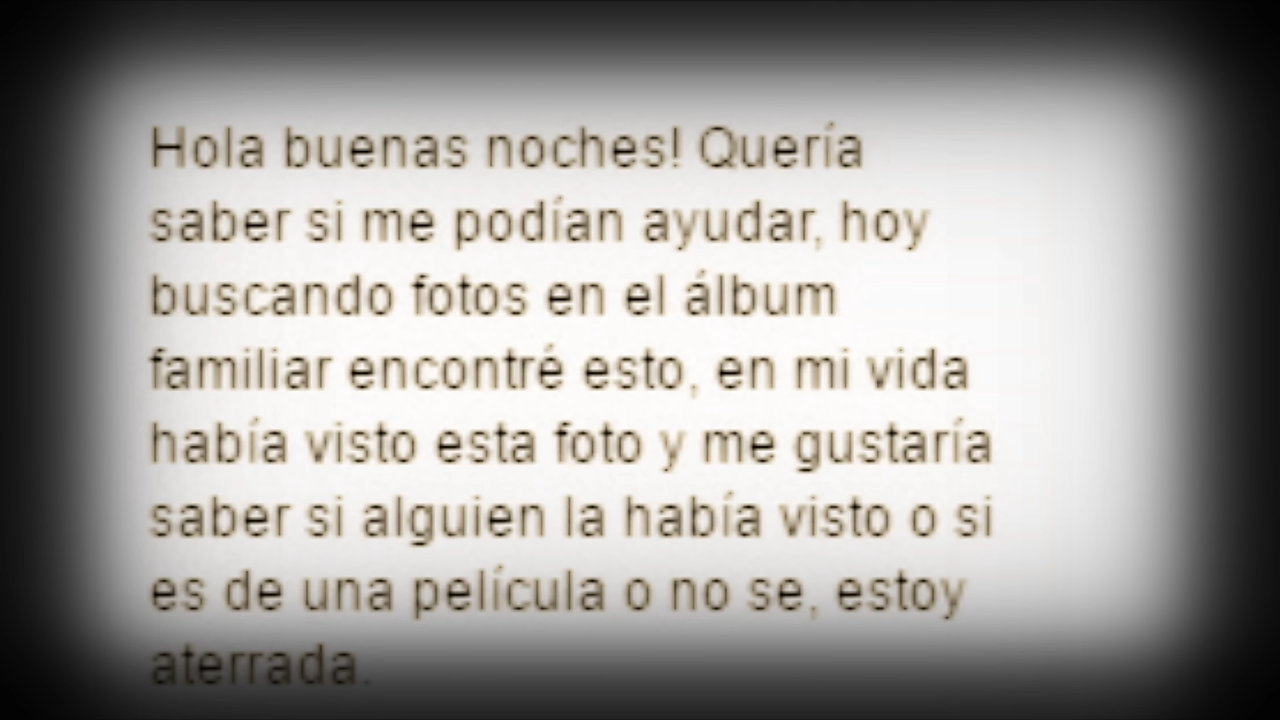 Hola buenas noches! Quería
saber si me podían ayudar, hoy
buscando fotos en el álbum
familiar encontré esto, en mi vida
había visto esta foto y me gustaría
saber si alguien la había visto o si
es de una película o no se, estoy
aterrada.